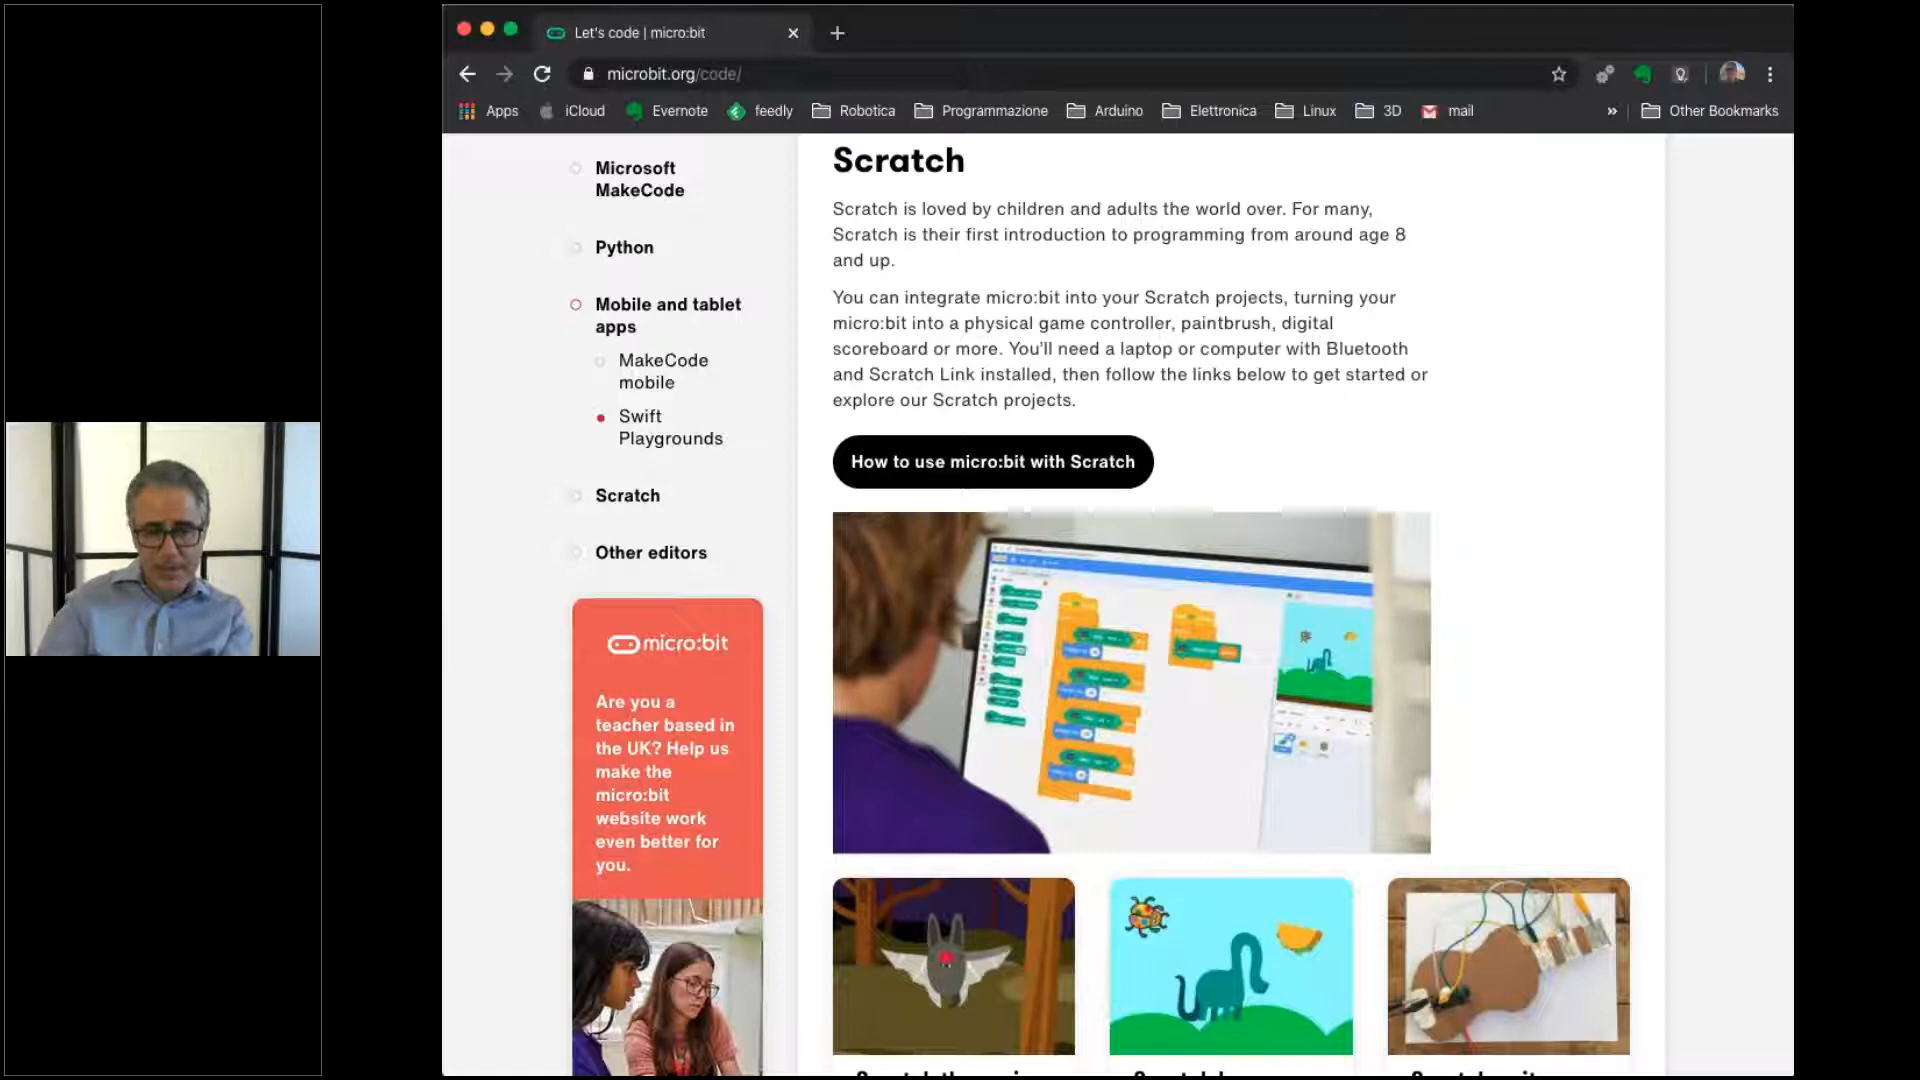 Let's code | micro:bit
microbit.org/code/
Apps
iCloud
Evernote
feedly
Robotica
Programmazione
Arduino
Elettronica
Linux
3D
mail
»
Other Bookmarks
Microsoft
MakeCode
Python
Mobile and tablet
apps
MakeCode
mobile
Swift
Playgrounds
Scratch
Other editors
micro:bit
Are you a
teacher based in
the UK? Help us
make the
micro:bit
website work
even better for
you.
Scratch
Scratch is loved by children and adults the world over. For many,
Scratch is their first introduction to programming from around age 8
and up.
You can integrate micro:bit into your Scratch projects, turning your
micro:bit into a physical game controller, paintbrush, digital
scoreboard or more. You'll need a laptop or computer with Bluetooth
and Scratch Link installed, then follow the links below to get started or
explore our Scratch projects.
How to use micro:bit with Scratch